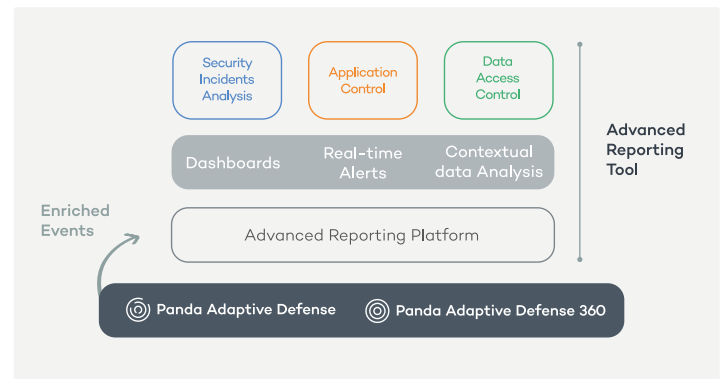 Security
Incidents
Analysis
Application
Control
Data
Access
Control
Dashboards
Real-time
Alerts
Contextual
data Analysis
Advanced
Reporting
Tool
Enriched
Events
Advanced Reporting Platform
Panda Adaptive Defense
Panda Adaptive Defense 360